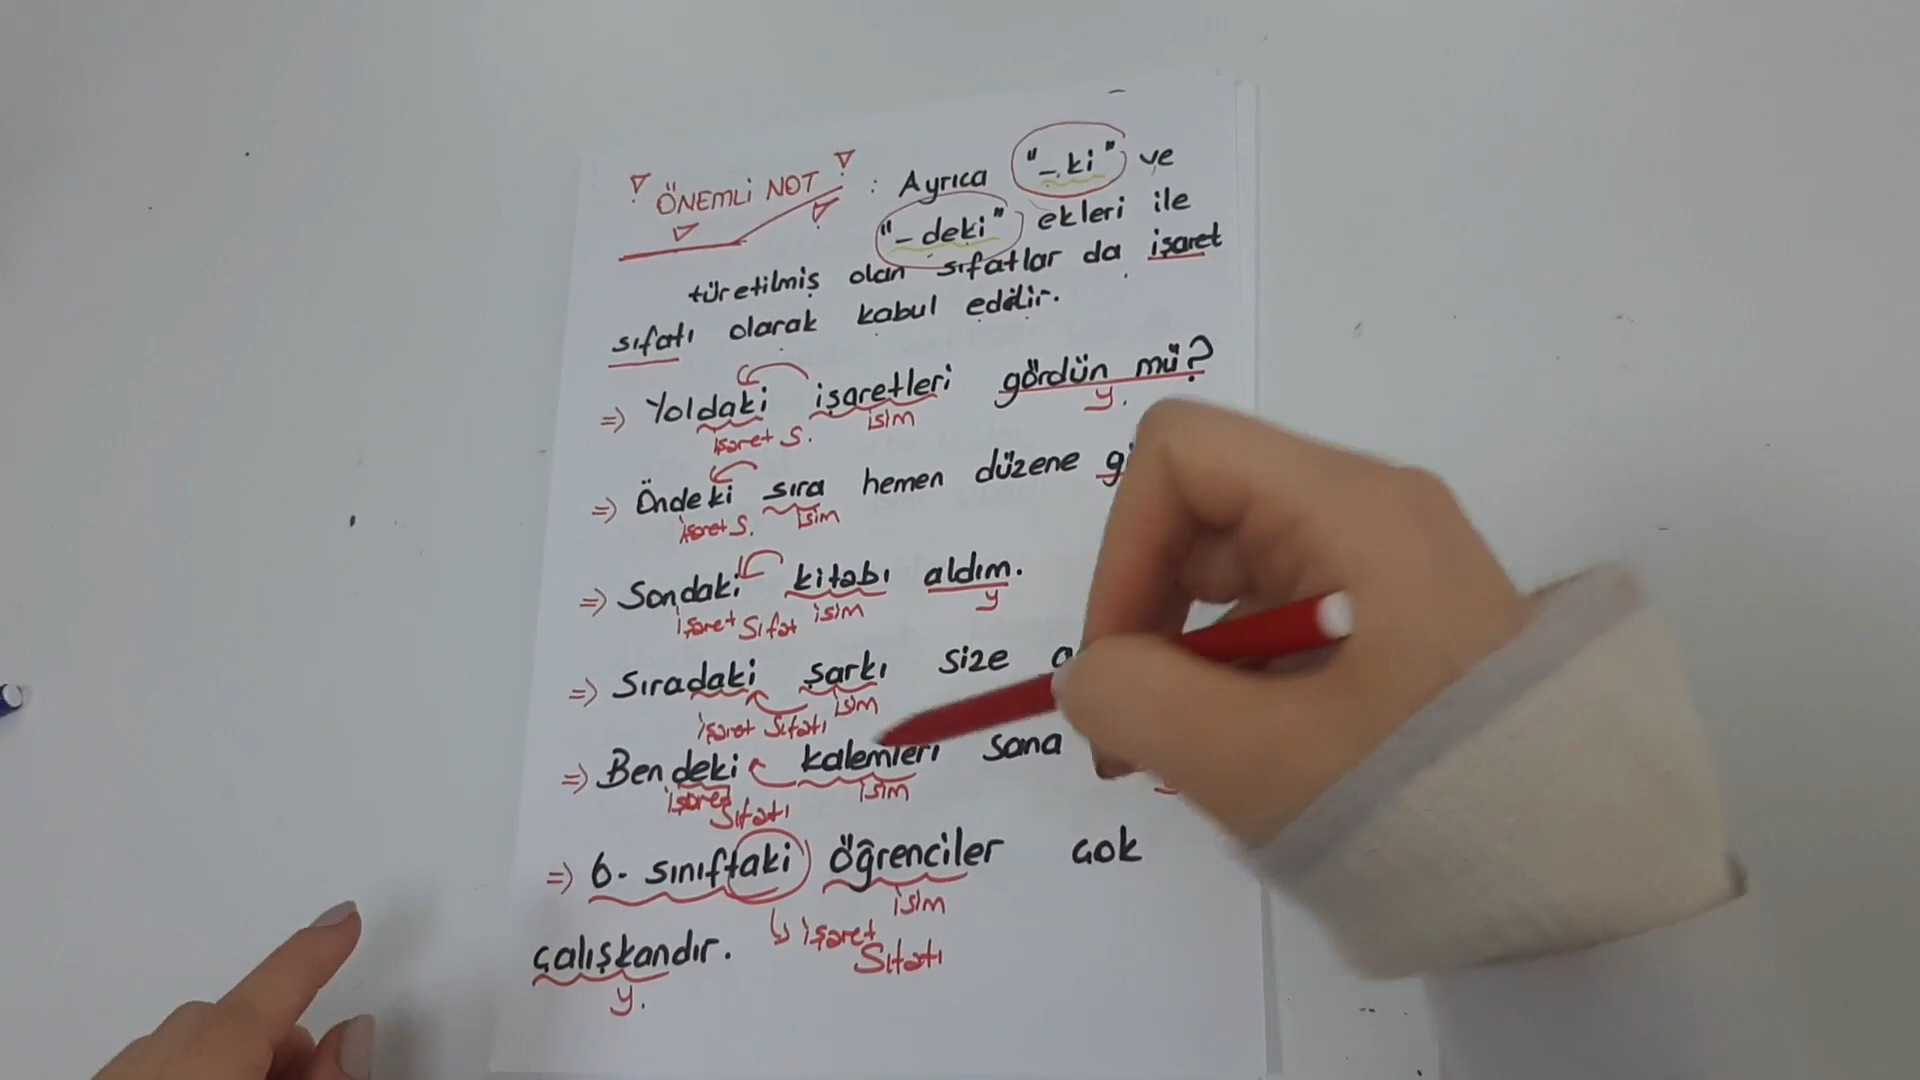 ÖNEMLİ NOT : Ayrıca "-ki" ve
"-deki" ekleri ile
türetilmiş olan sıfatlar da işaret
sıfatı olarak kabul edilir.
=) Yoldaki işaretleri gördün mü?
işaret S. isim y.
=) Öndeki sıra hemen düzene
işaret S. isim
=) Sondaki kitabı aldım.
işaret Sıfat isim y
=) Sıradaki şarkı size
işaret Sıfatı isim
=) Bendeki kalemleri sana
işaret Sıfatı isim
=) 6. sınıftaki öğrenciler çok
isim
çalışkandır. işaret Sıfatı
y.